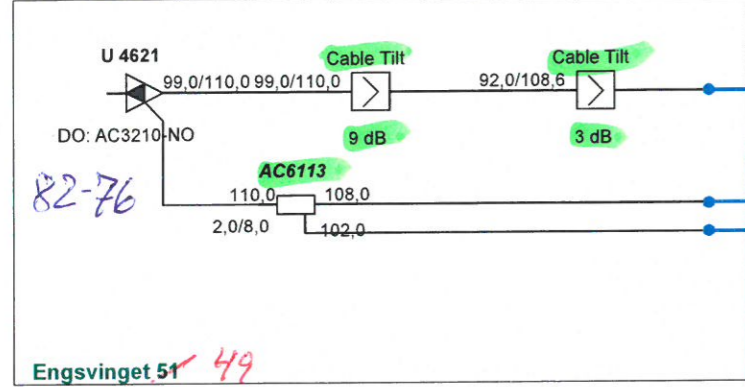 U 4621
Cable Tilt
Cable Tilt
99,0/110,0 99,0/110,0
92,0/108,6
DO: AC3210-NO
9 dB
3 dB
AC6113
82-76
110,0
108,0
2,0/8,0
102,0
Engsvinget 51 49